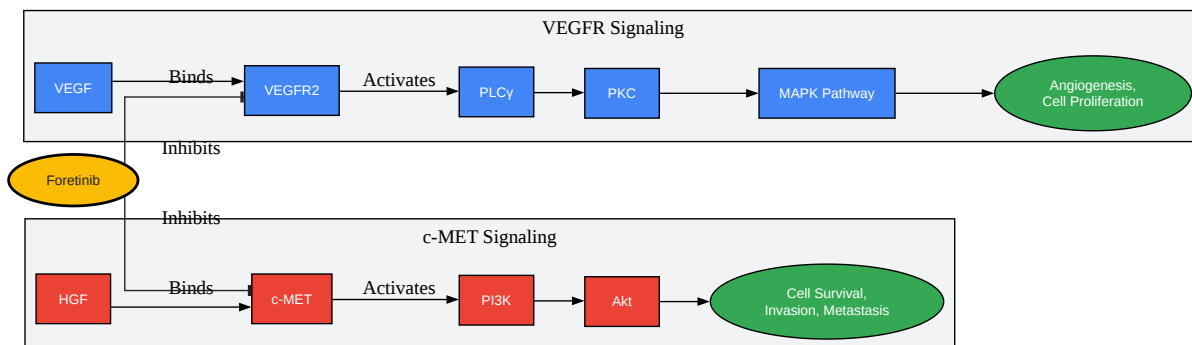 VEGFR Signaling
VEGF
Binds
VEGFR2
Activates
PLCγ
PKC
MAPK Pathway
Angiogenesis,
Cell Proliferation
Inhibits
Foretinib
Inhibits
c-MET Signaling
HGF
Binds
c-MET
Activates
PI3K
Akt
Cell Survival,
Invasion, Metastasis